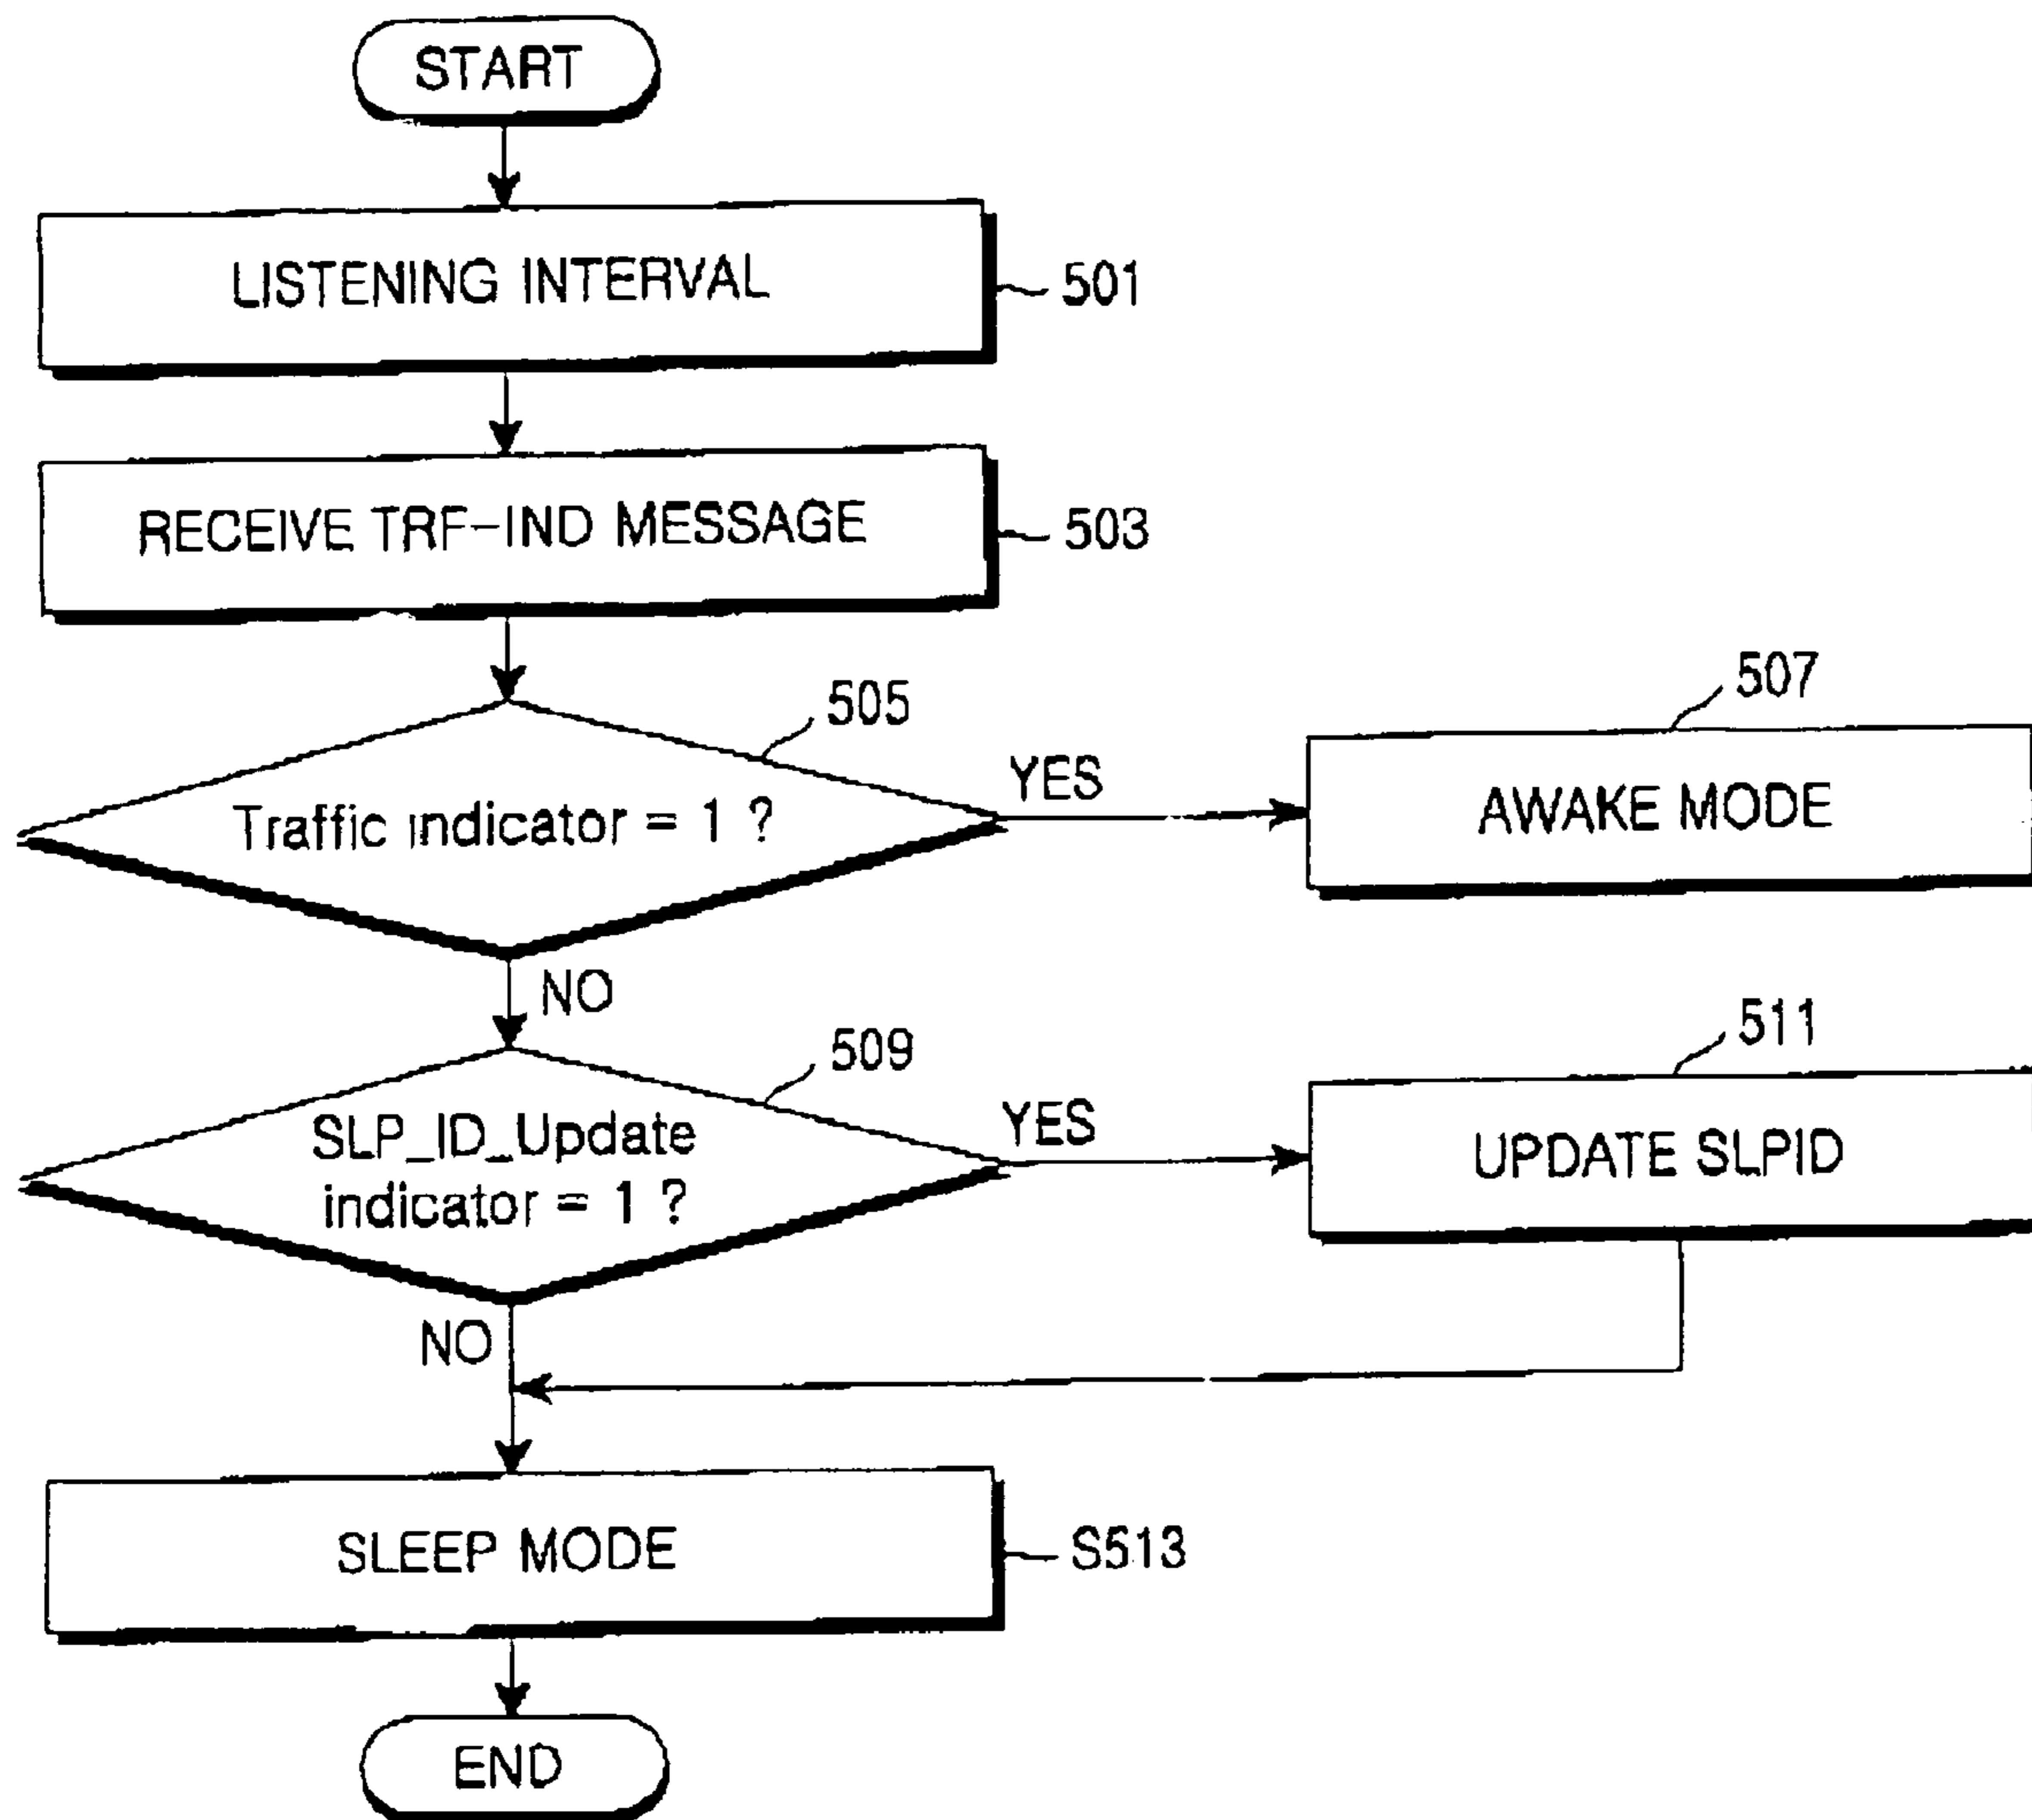 START
LISTENING INTERVAL
501
RECEIVE TRF-IND MESSAGE
503
505
Traffic indicator = 1 ?
YES
507
AWAKE MODE
NO
509
SLP_ID_Update
indicator = 1 ?
YES
511
UPDATE SLPID
NO
SLEEP MODE
S513
END